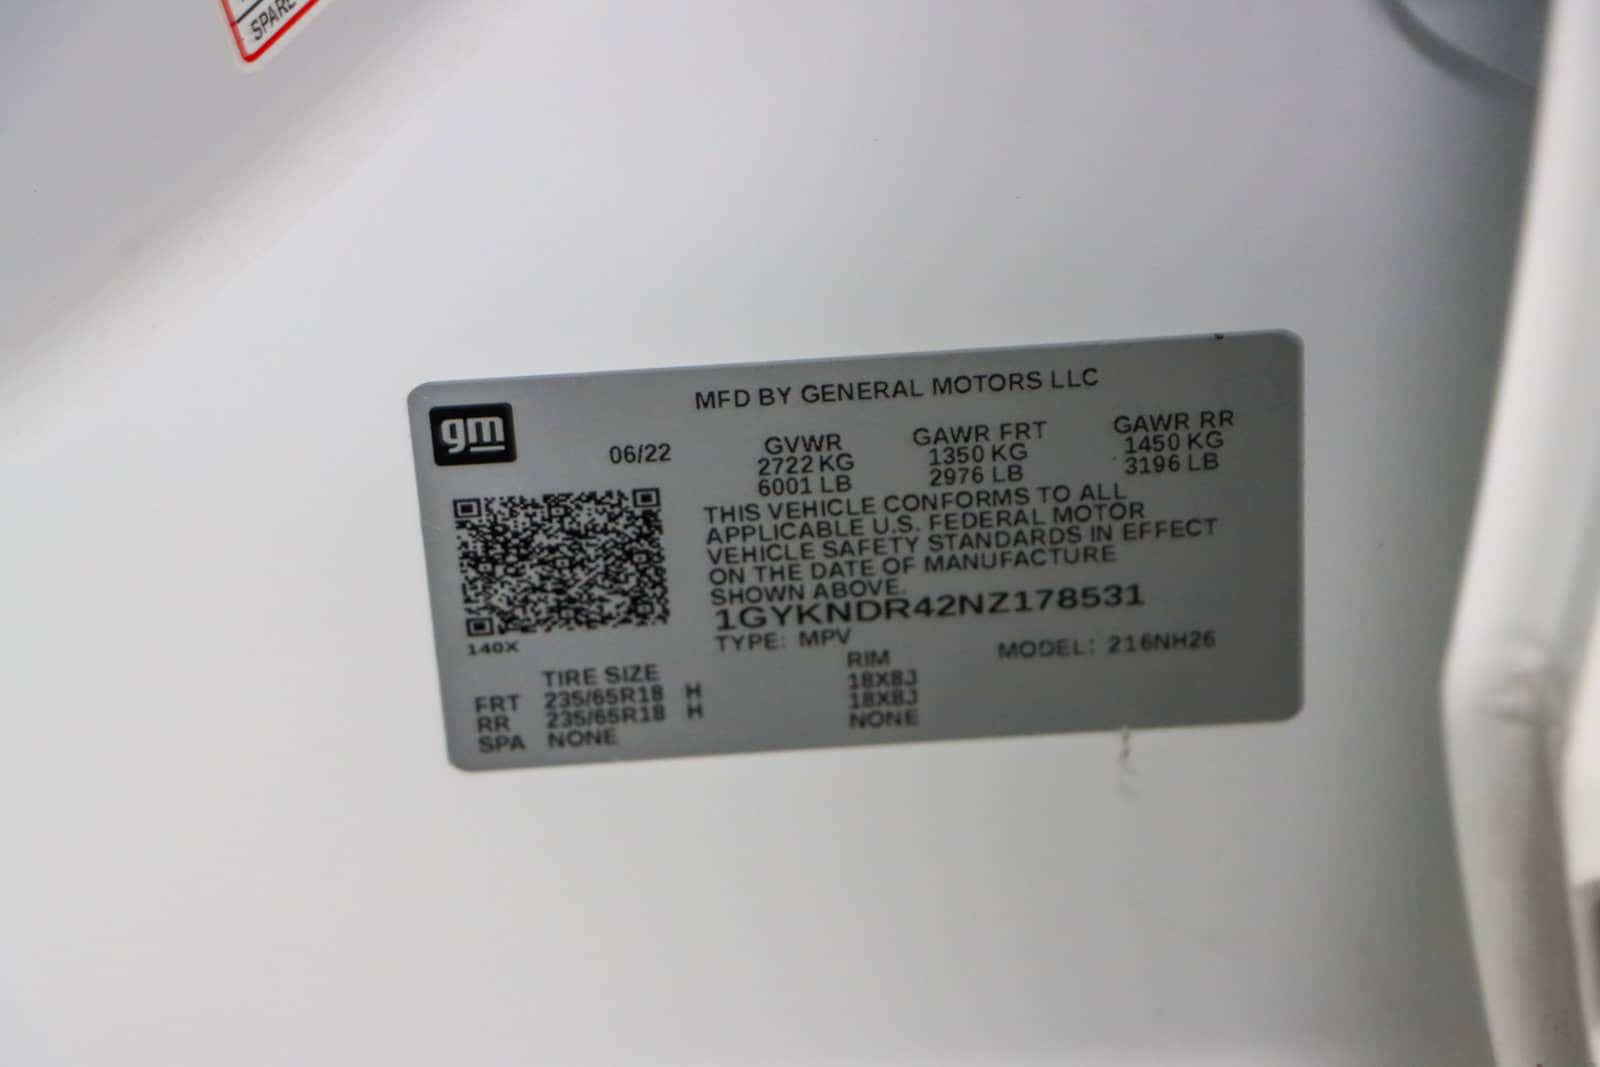 SPARE
MFD BY GENERAL MOTORS LLC
gm
06/22
GVWR
2722 KG
6001 LB
GAWR FRT
1350 KG
2976 LB
GAWR RR
1450 KG
3196 LB
THIS VEHICLE CONFORMS TO ALL
APPLICABLE U.S. FEDERAL MOTOR
VEHICLE SAFETY STANDARDS IN EFFECT
ON THE DATE OF MANUFACTURE
SHOWN ABOVE.
1GYKNDR42NZ178531
140X
TYPE: MPV
MODEL: 216NH26
TIRE SIZE RIM
FRT 235/65R18 H 18X8J
RR 235/65R18 H 18X8J
SPA NONE NONE